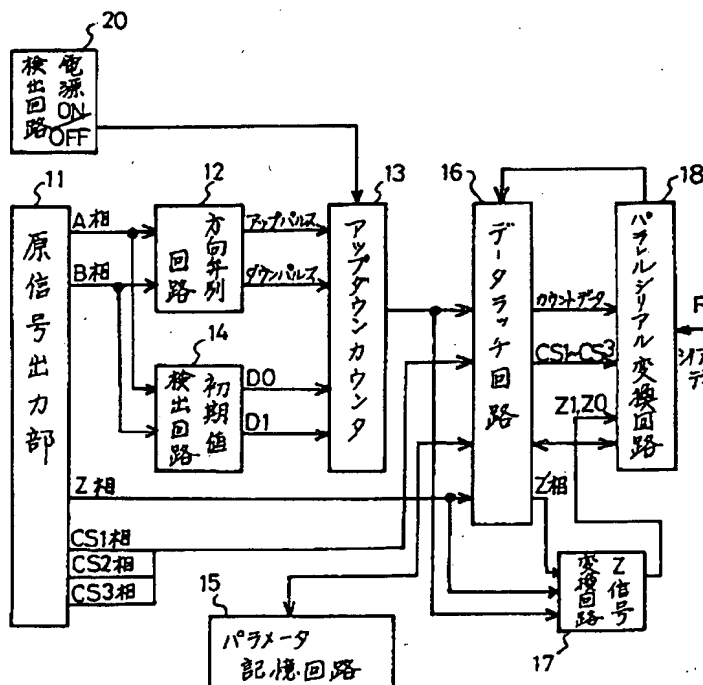 20
電源ON/OFF
検出回路
11
原信号出力部
A相
B相
12
方向弁別
回路
アップパルス
ダウンパルス
13
アップダウンカウンタ
14
初期値
検出回路
D0
D1
16
データラッチ回路
18
パラレルシリアル変換回路
カウントデータ
CS1~CS3
Z1,Z0
Z相
Z相
CS1相
CS2相
CS3相
15
パラメータ
記憶回路
Z信号
変換回路
17